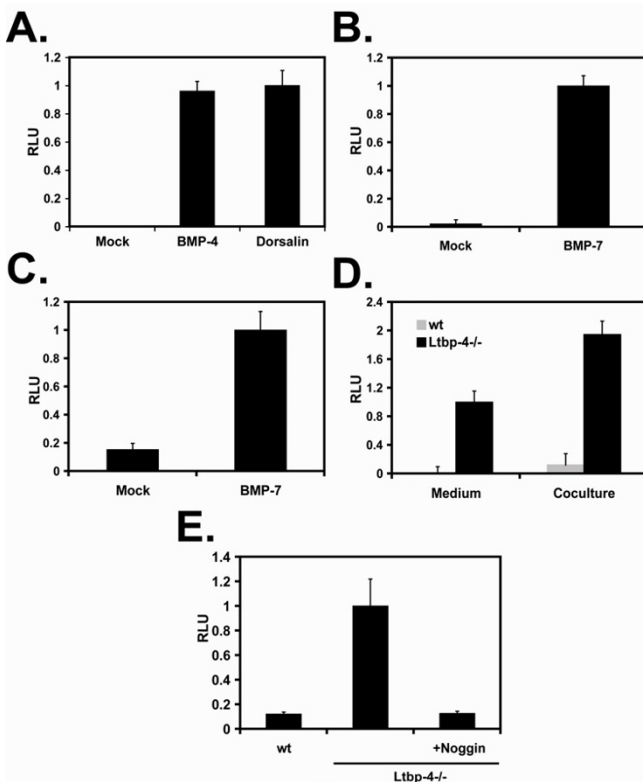 A.
1.2
1
0.8
0.6
0.4
0.2
0
RLU
Mock BMP-4 Dorsalin
B.
1.2
1
0.8
0.6
0.4
0.2
0
RLU
Mock BMP-7
C.
1.2
1
0.8
0.6
0.4
0.2
0
RLU
Mock BMP-7
D.
2.4
2
1.6
1.2
0.8
0.4
0
RLU
wt
Ltbp-4-/-
Medium Coculture
E.
1.4
1.2
1
0.8
0.6
0.4
0.2
0
RLU
wt +Noggin
Ltbp-4-/-